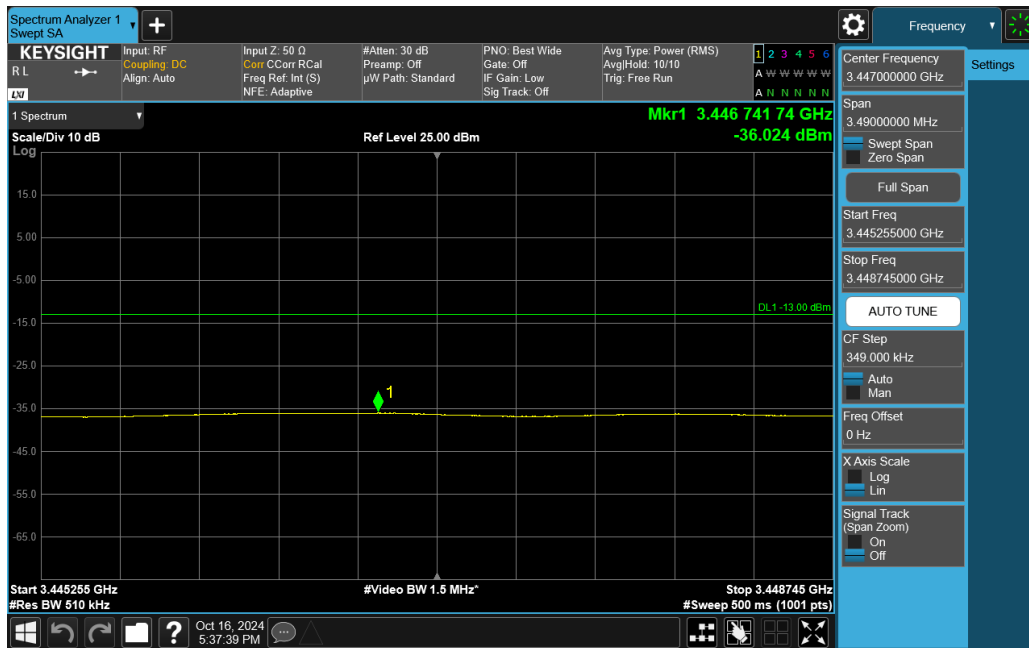 Spectrum Analyzer 1
Swept SA
KEYSIGHT
R L
LXI
Input: RF
Coupling: DC
Align: Auto
Input Z: 50 Ω
Corr CCorr RCal
Freq Ref: Int (S)
NFE: Adaptive
#Atten: 30 dB
Preamp: Off
µW Path: Standard
PNO: Best Wide
Gate: Off
IF Gain: Low
Sig Track: Off
Avg Type: Power (RMS)
Avg|Hold: 10/10
Trig: Free Run
1 2 3 4 5 6
A W W W W W
A N N N N N
1 Spectrum
Scale/Div 10 dB
Log
Ref Level 25.00 dBm
Mkr1 3.446 741 74 GHz
-36.024 dBm
15.0
5.00
-5.00
DL1 -13.00 dBm
-15.0
-25.0
1
-35.0
-45.0
-55.0
-65.0
Start 3.445255 GHz
#Res BW 510 kHz
#Video BW 1.5 MHz*
Stop 3.448745 GHz
#Sweep 500 ms (1001 pts)
Oct 16, 2024
5:37:39 PM
Frequency
Settings
Center Frequency
3.447000000 GHz
Span
3.49000000 MHz
Swept Span
Zero Span
Full Span
Start Freq
3.445255000 GHz
Stop Freq
3.448745000 GHz
AUTO TUNE
CF Step
349.000 kHz
Auto
Man
Freq Offset
0 Hz
X Axis Scale
Log
Lin
Signal Track
(Span Zoom)
On
Off